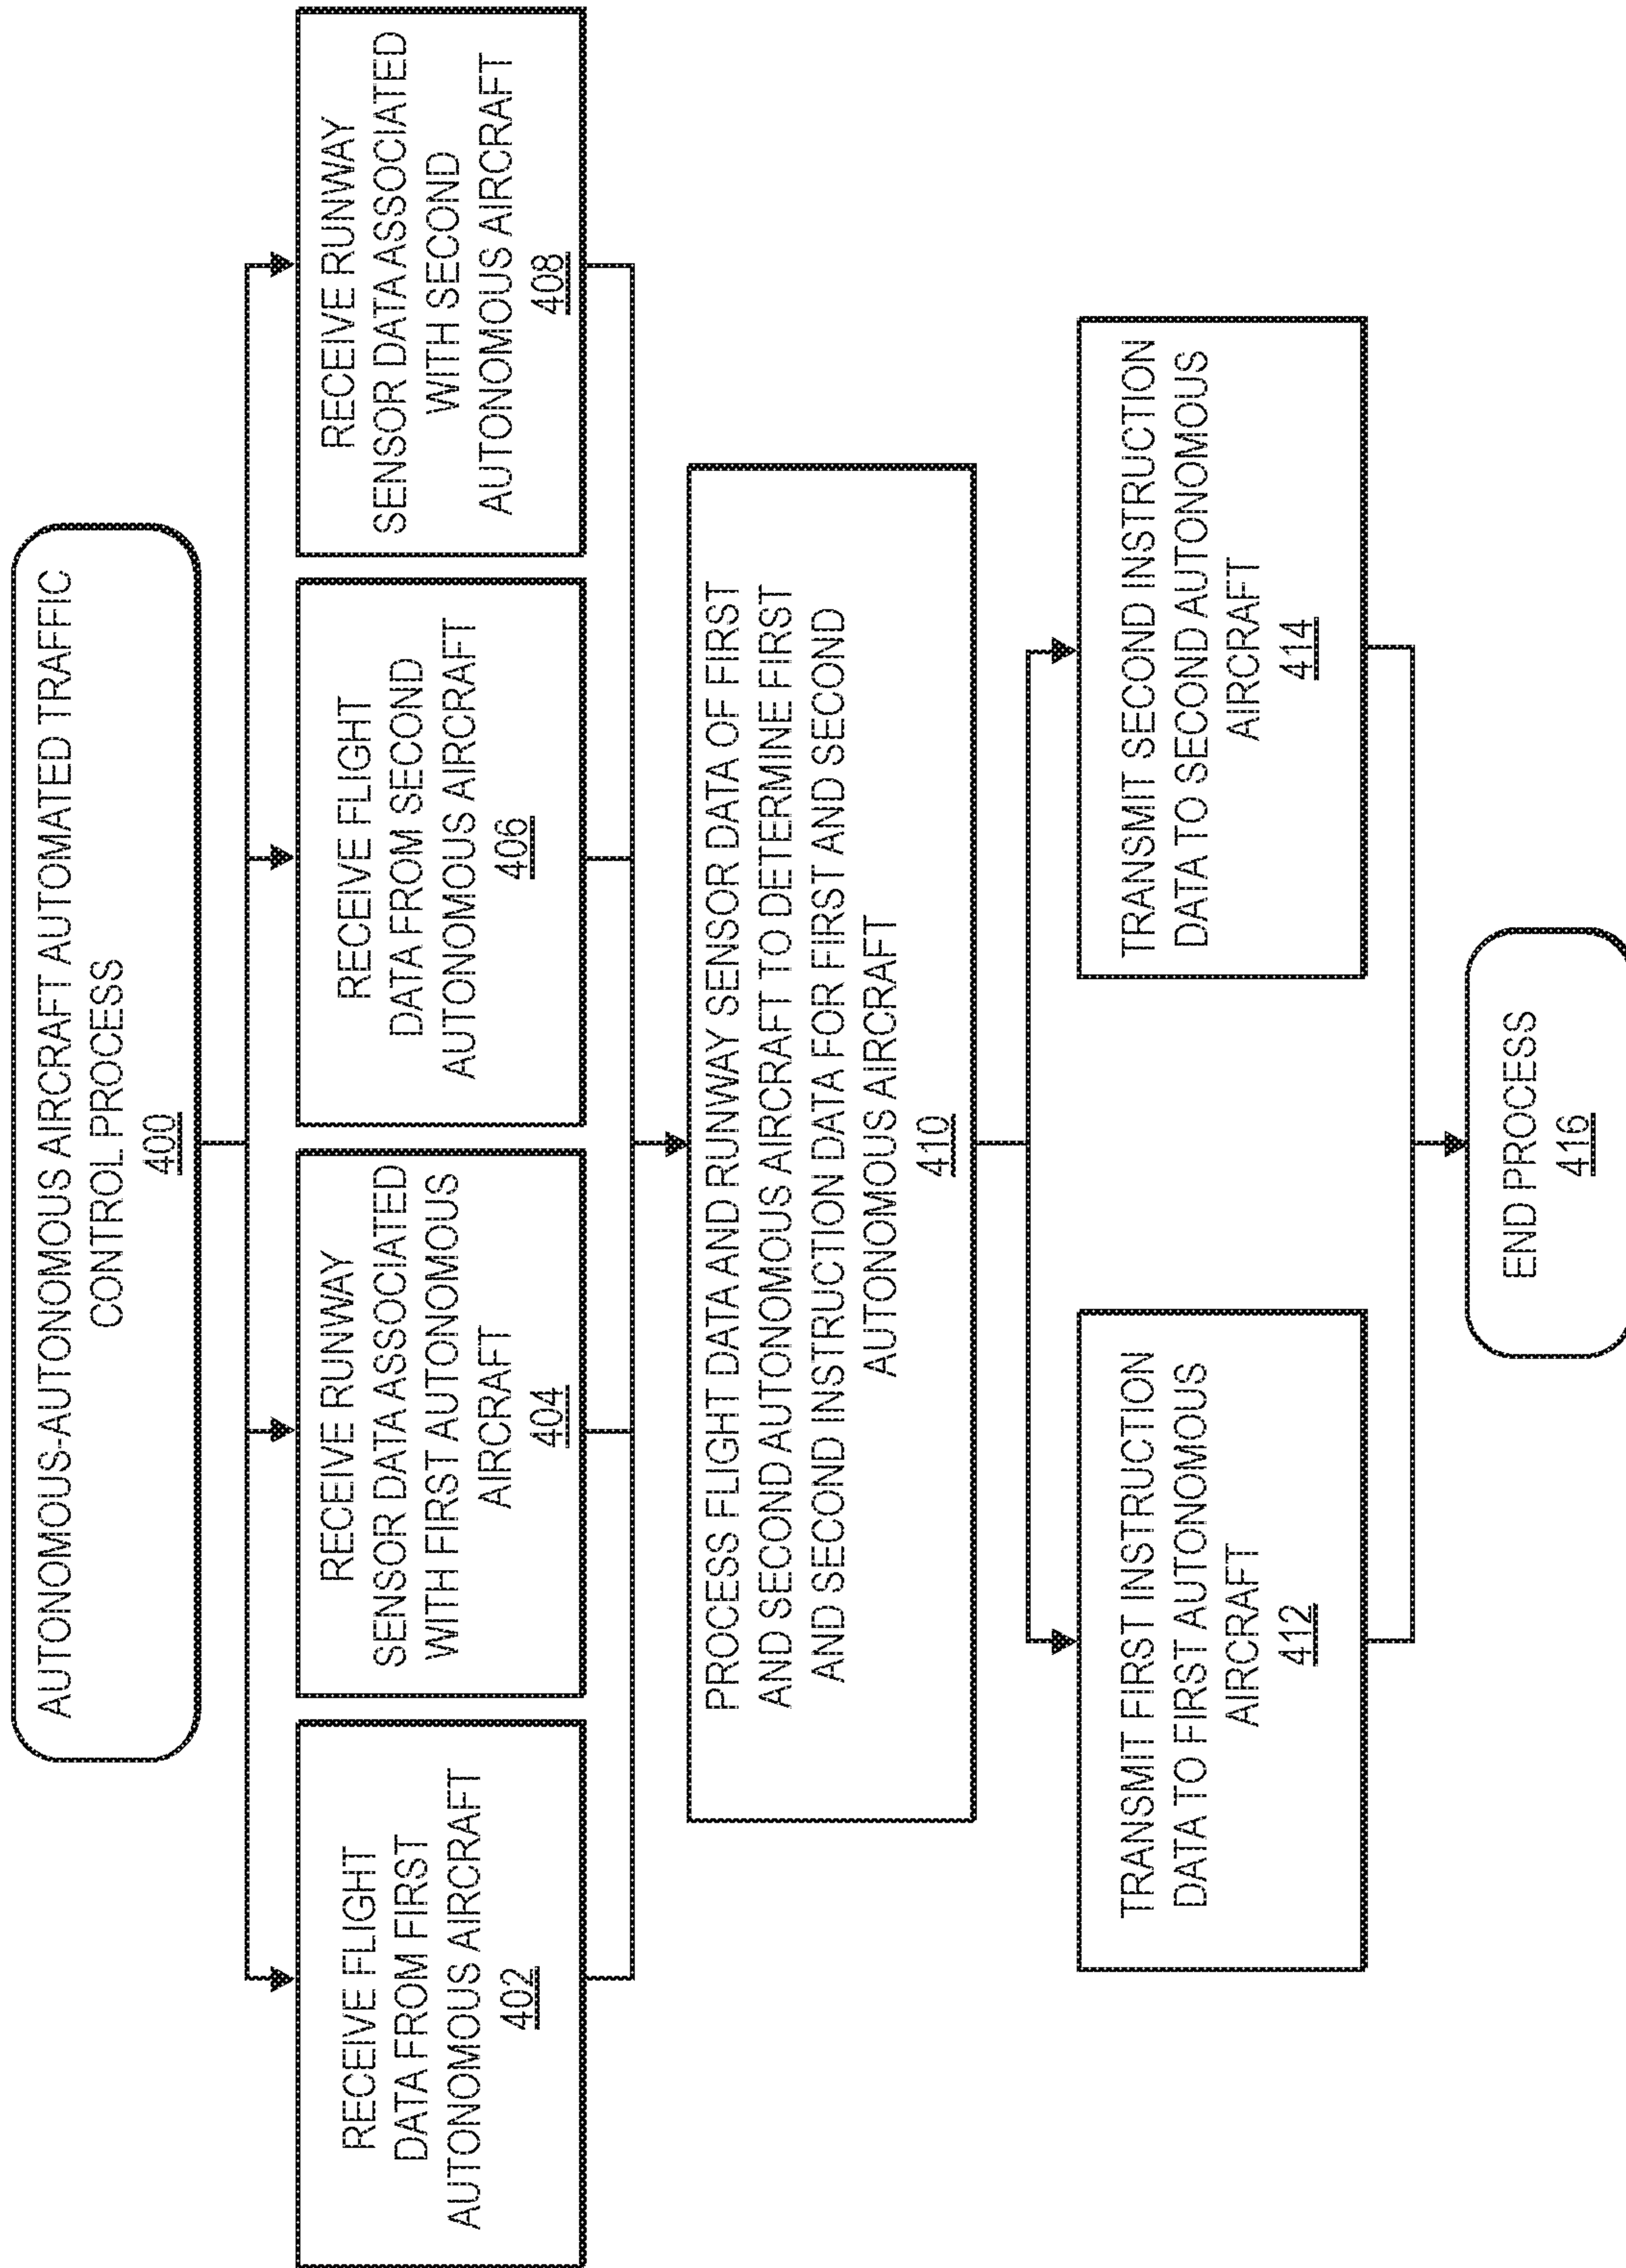 AUTONOMOUS-AUTONOMOUS AIRCRAFT AUTOMATED TRAFFIC
CONTROL PROCESS
400
RECEIVE FLIGHT
DATA FROM FIRST
AUTONOMOUS AIRCRAFT
402
RECEIVE RUNWAY
SENSOR DATA ASSOCIATED
WITH FIRST AUTONOMOUS
AIRCRAFT
404
RECEIVE FLIGHT
DATA FROM SECOND
AUTONOMOUS AIRCRAFT
406
RECEIVE RUNWAY
SENSOR DATA ASSOCIATED
WITH SECOND
AUTONOMOUS AIRCRAFT
408
PROCESS FLIGHT DATA AND RUNWAY SENSOR DATA OF FIRST
AND SECOND AUTONOMOUS AIRCRAFT TO DETERMINE FIRST
AND SECOND INSTRUCTION DATA FOR FIRST AND SECOND
AUTONOMOUS AIRCRAFT
410
TRANSMIT FIRST INSTRUCTION
DATA TO FIRST AUTONOMOUS
AIRCRAFT
412
TRANSMIT SECOND INSTRUCTION
DATA TO SECOND AUTONOMOUS
AIRCRAFT
414
END PROCESS
416